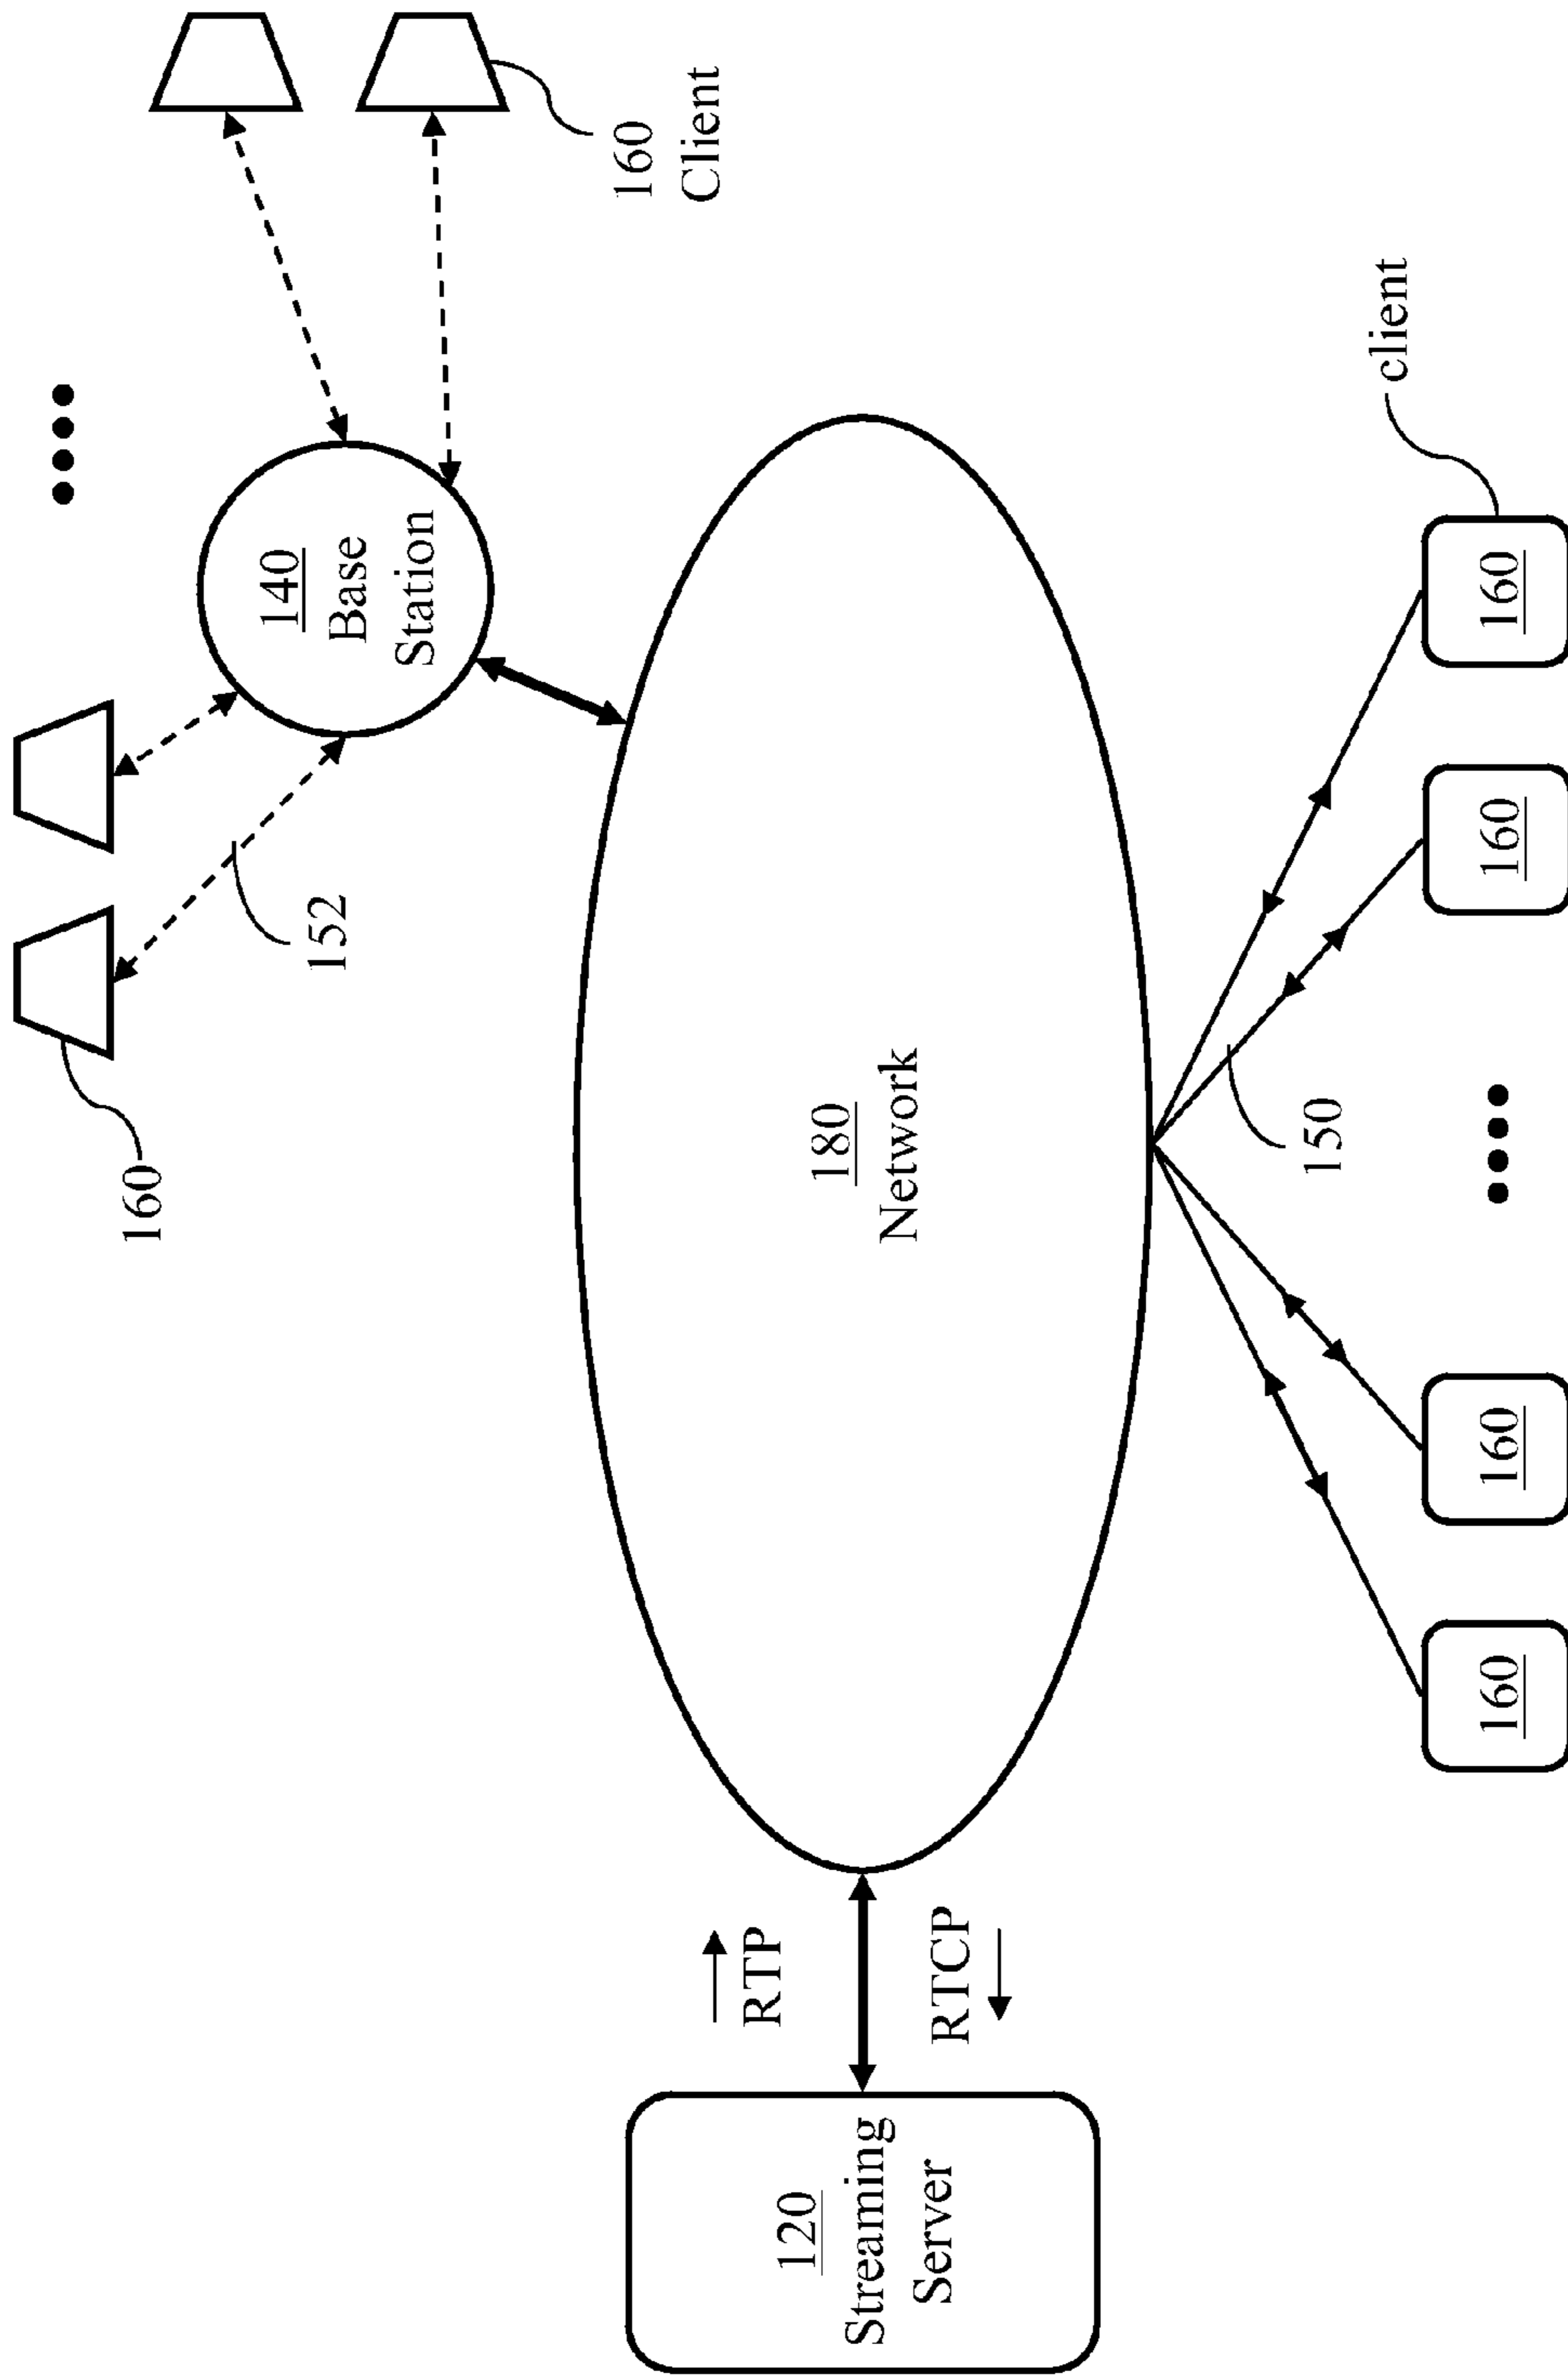 160
152
140
Base
Station
160
Client
120
Streaming
Server
RTP
RTCP
180
Network
150
client
160
160
160
160